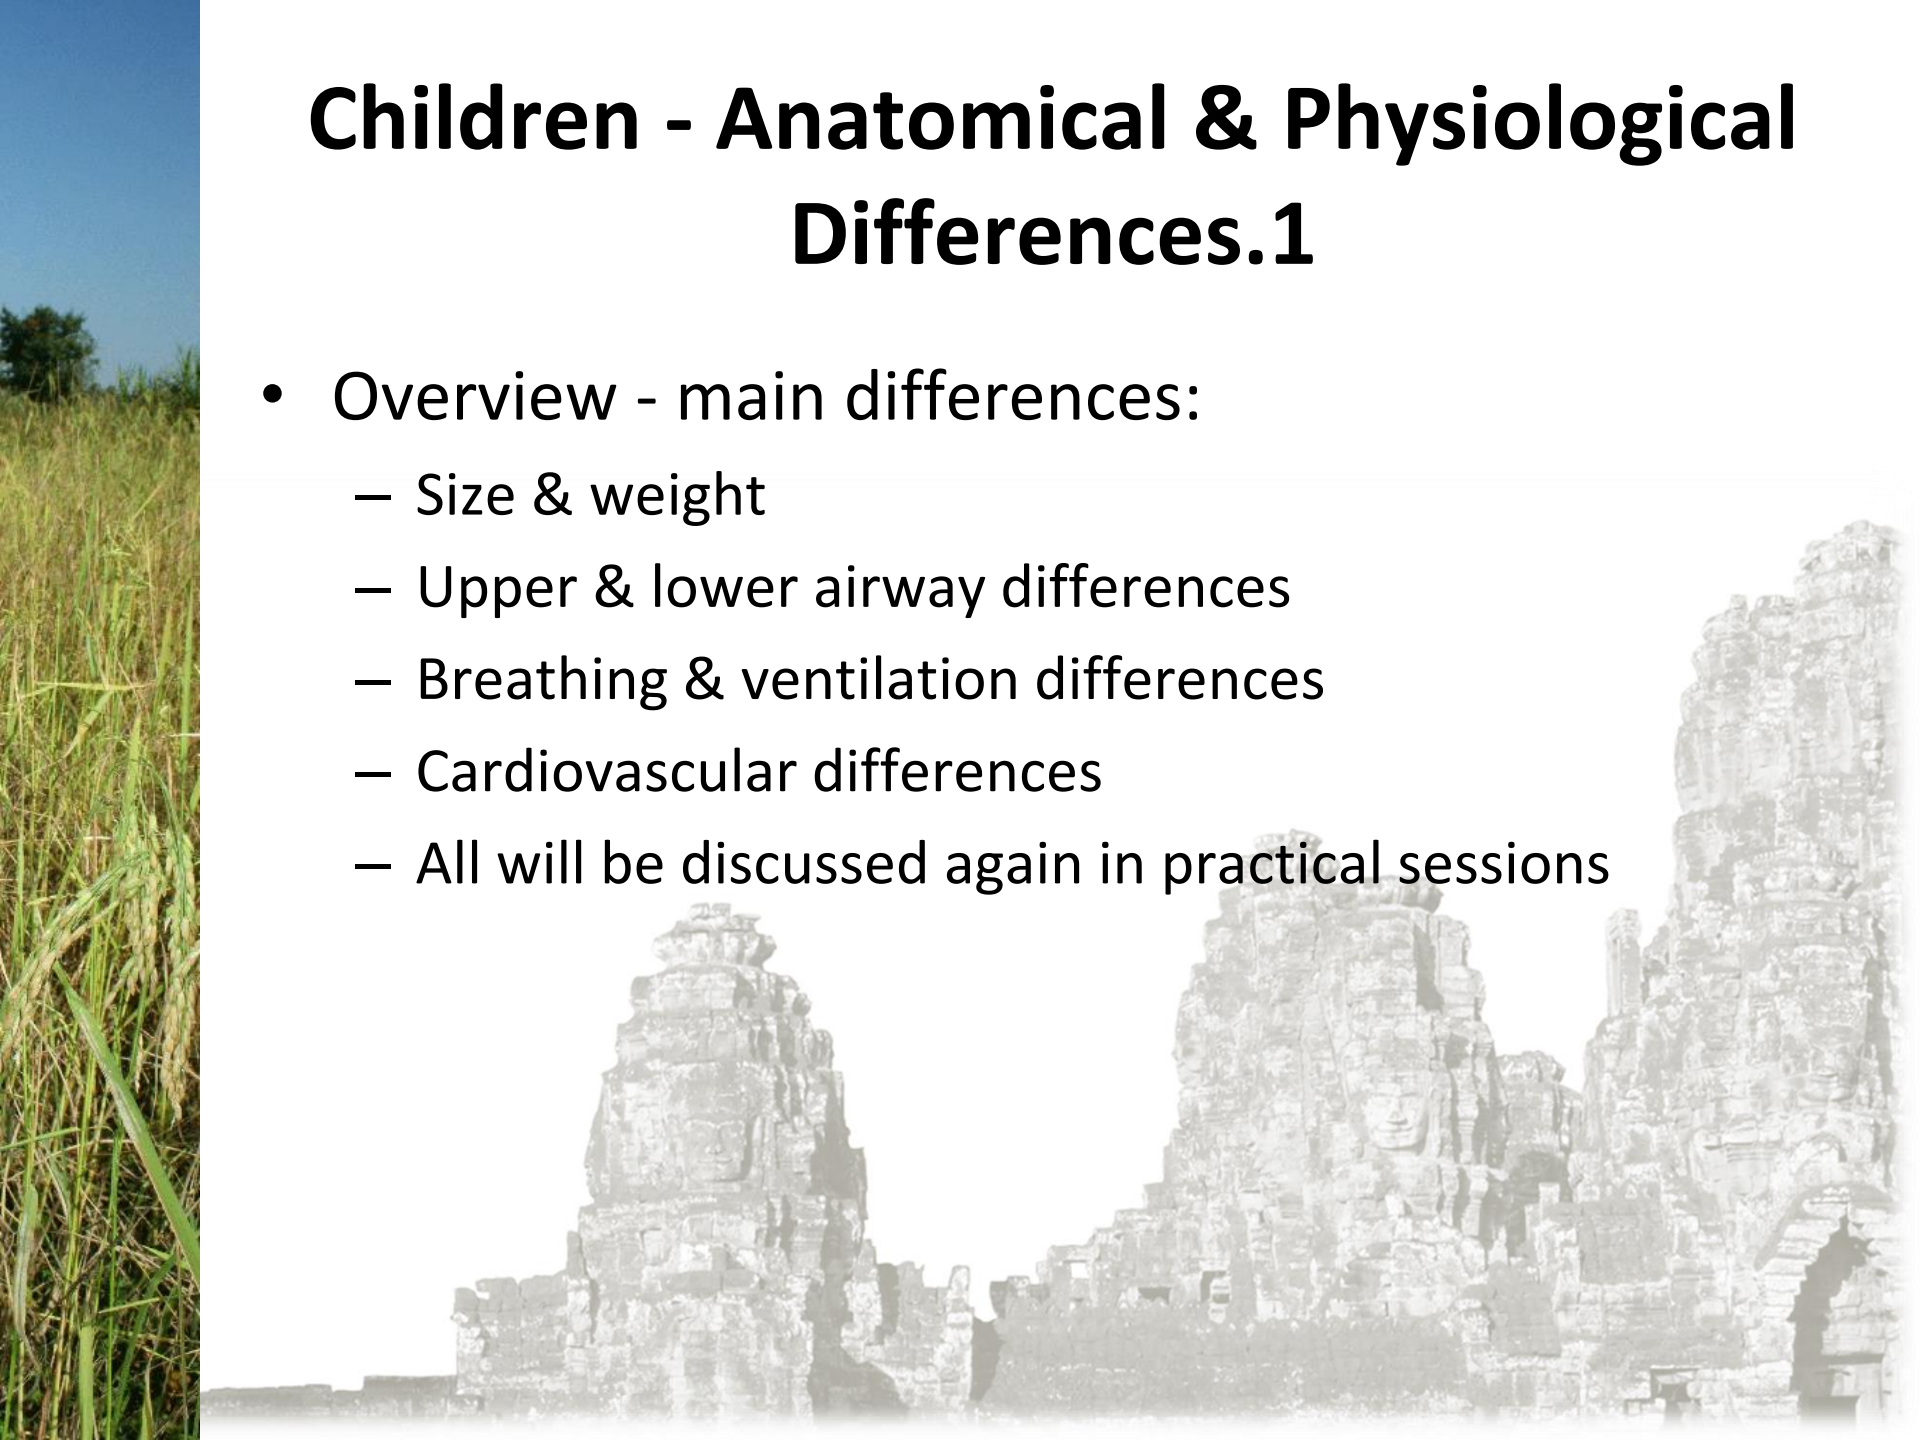 Children - Anatomical & Physiological
Differences.1
• Overview - main differences:
– Size & weight
– Upper & lower airway differences
– Breathing & ventilation differences
– Cardiovascular differences
– All will be discussed again in practical sessions